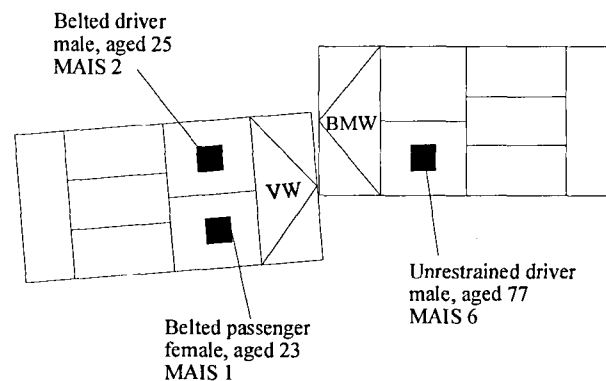 Belted driver
male, aged 25
MAIS 2
BMW
VW
Unrestrained driver
male, aged 77
MAIS 6
Belted passenger
female, aged 23
MAIS 1